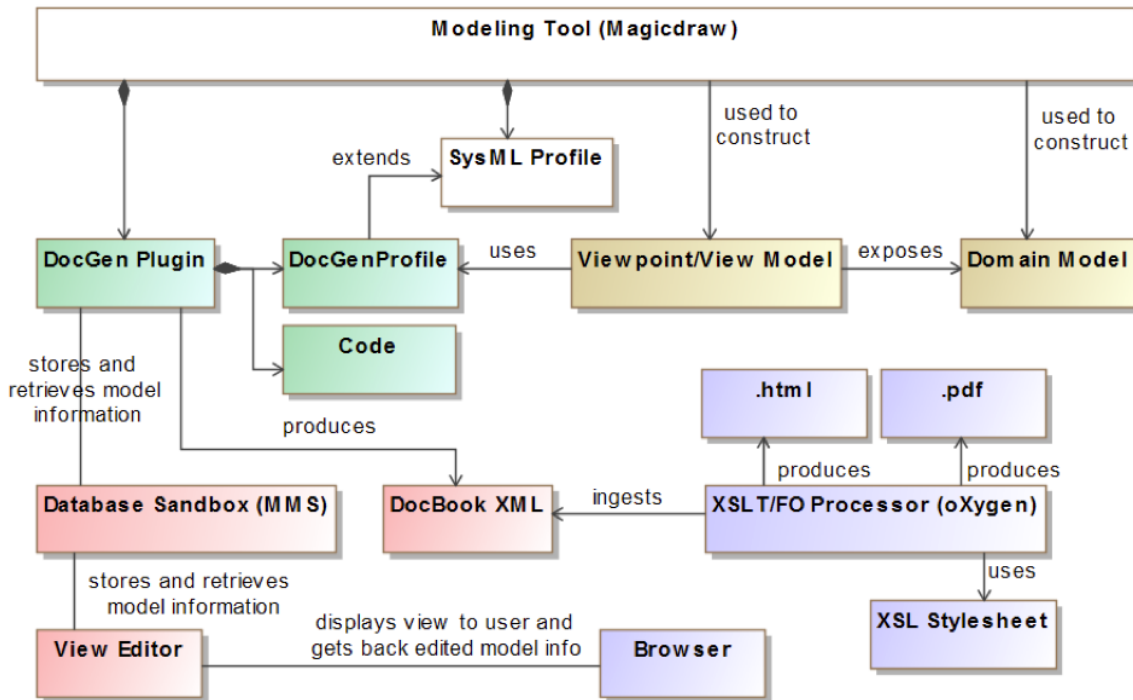 Modeling Tool (Magicdraw)
used to
construct
used to
construct
extends
SysML Profile
DocGen Plugin
DocGenProfile
uses
Viewpoint/View Model
exposes
Domain Model
Code
stores and
retrieves model
information
.html
.pdf
produces
produces
produces
Database Sandbox (MMS)
DocBook XML
ingests
XSLT/FO Processor (oXygen)
stores and retrieves
model information
uses
displays view to user and
gets back edited model info
XSL Stylesheet
View Editor
Browser